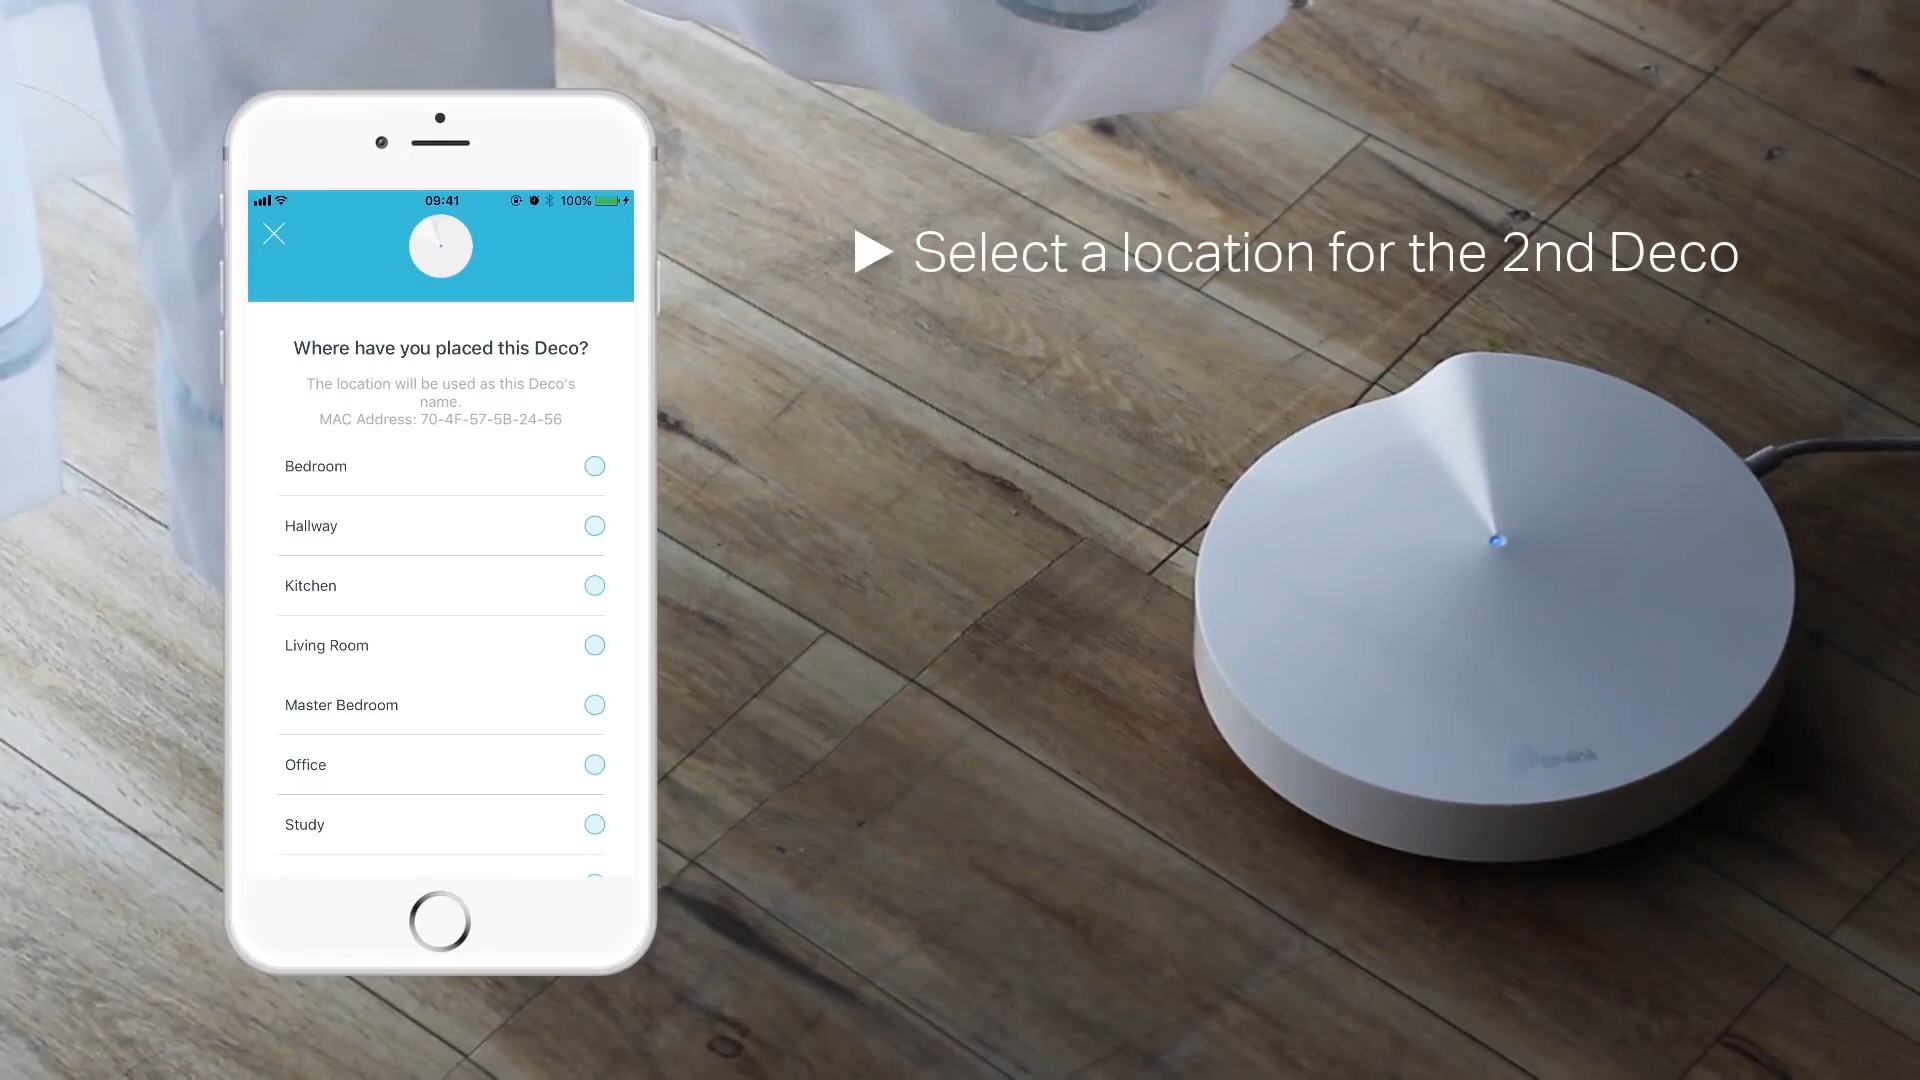 09:41
100%
Select a location for the 2nd Deco
Where have you placed this Deco?
The location will be used as this Deco's
name.
MAC Address: 70-4F-57-5B-24-56
Bedroom
Hallway
Kitchen
Living Room
Master Bedroom
Office
Study
tp-link